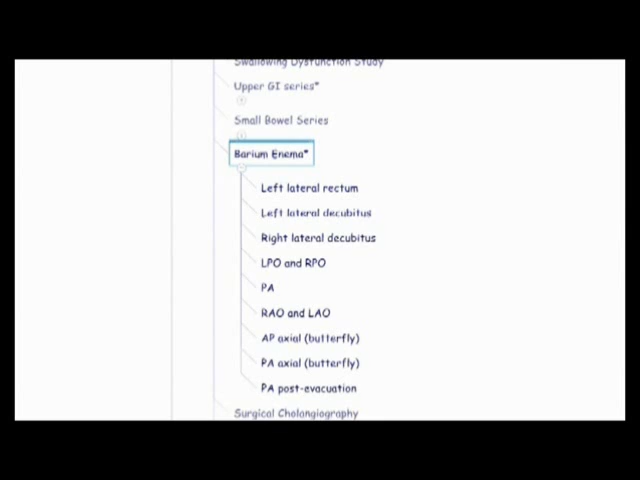 Swallowing Dysfunction Study
Upper GI series*
Small Bowel Series
Barium Enema*
Left lateral rectum
Left lateral decubitus
Right lateral decubitus
LPO and RPO
PA
RAO and LAO
AP axial (butterfly)
PA axial (butterfly)
PA post-evacuation
Surgical Cholangiography